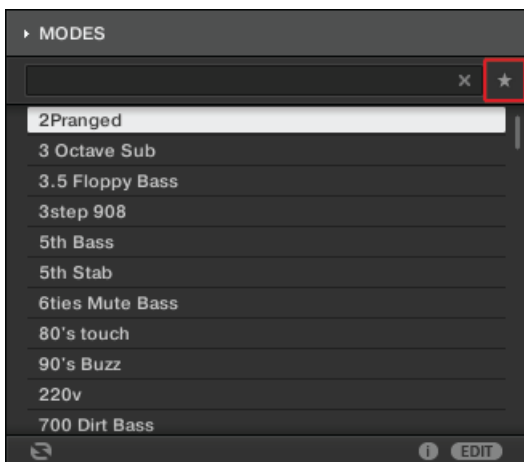 MODES
2Pranged
3 Octave Sub
3.5 Floppy Bass
3step 908
5th Bass
5th Stab
6ties Mute Bass
80's touch
90's Buzz
220v
700 Dirt Bass
i EDIT